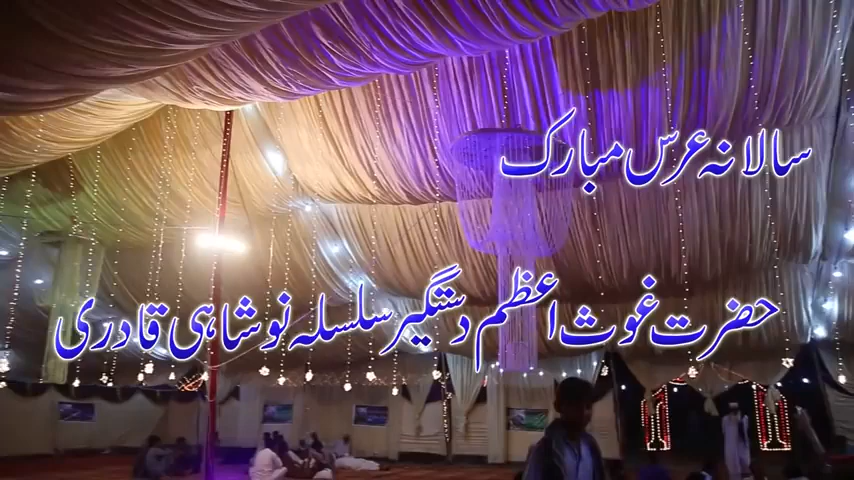 سالانہ عرس مبارک
حضرت غوث اعظم دستگیر سلسلہ نوشاہی قادری